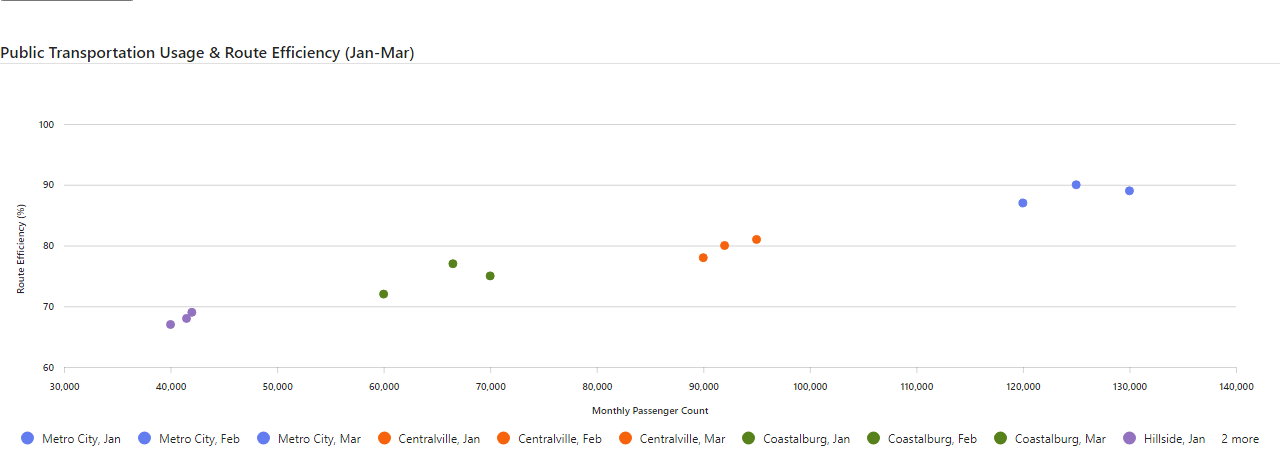 Public Transportation Usage & Route Efficiency (Jan-Mar)
100
90
80
70
60
Route Efficiency (%)
30,000 40,000 50,000 60,000 70,000 80,000 90,000 100,000 110,000 120,000 130,000 140,000
Monthly Passenger Count
Metro City, Jan Metro City, Feb Metro City, Mar Centralville, Jan Centralville, Feb Centralville, Mar Coastalburg, Jan Coastalburg, Feb Coastalburg, Mar Hillside, Jan 2 more